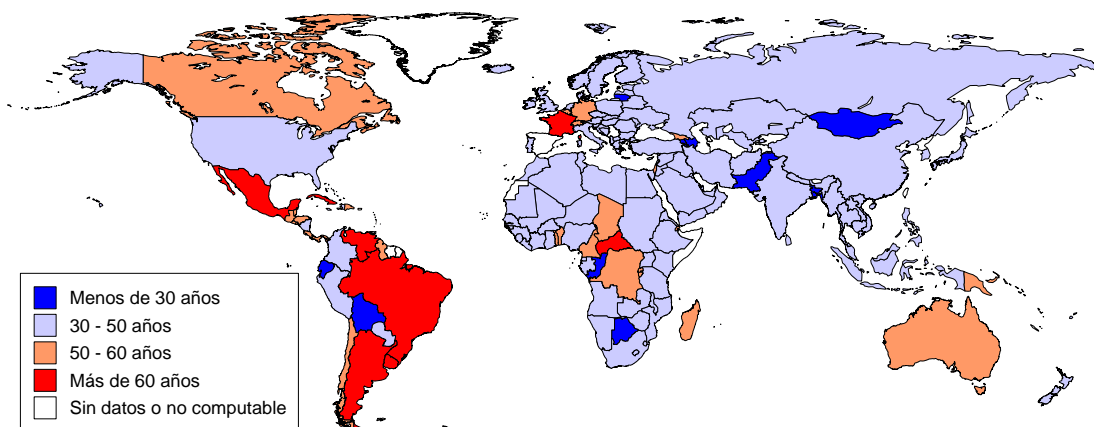 Menos de 30 años
30 - 50 años
50 - 60 años
Más de 60 años
Sin datos o no computable